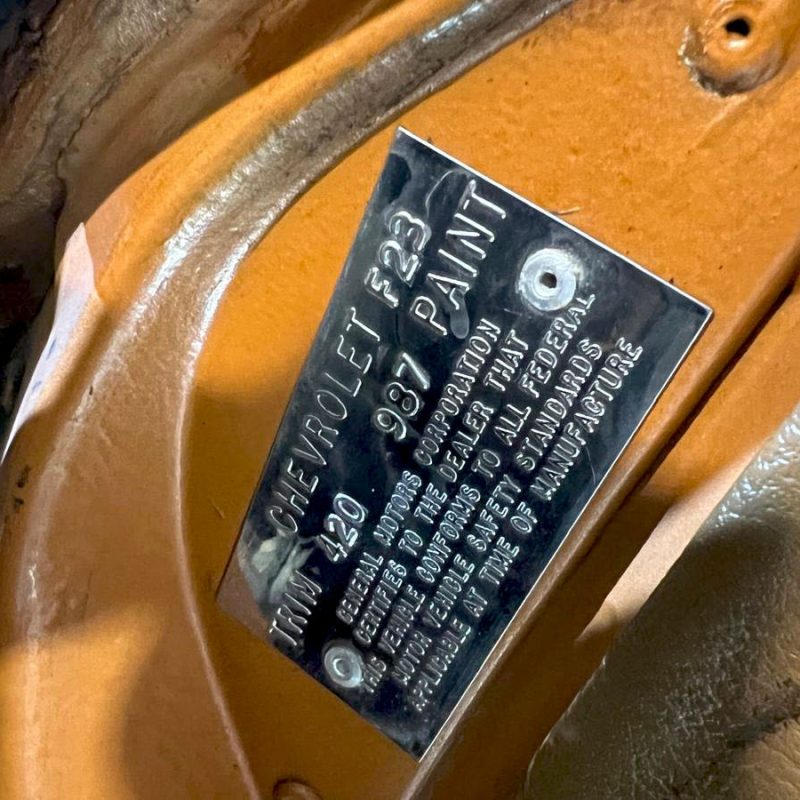 CHEVROLET F23
TRIM 420 987 PAINT
GENERAL MOTORS CORPORATION
CERTIFIES TO THE DEALER THAT
THIS VEHICLE CONFORMS TO ALL FEDERAL
MOTOR VEHICLE SAFETY STANDARDS
APPLICABLE AT TIME OF MANUFACTURE